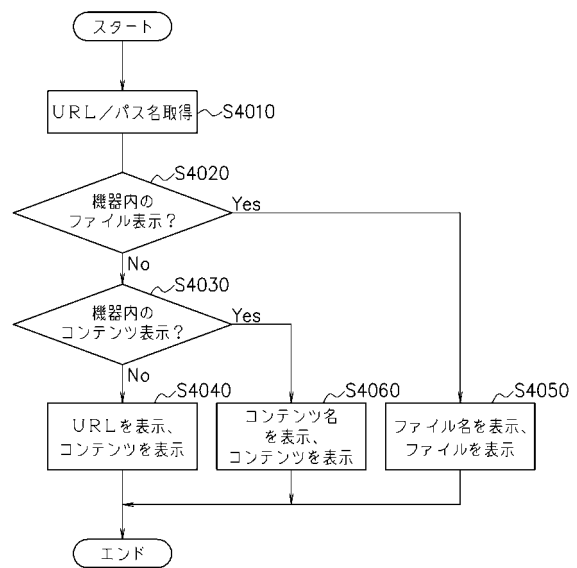 スタート
ＵＲＬ／パス名取得
S4010
S4020
機器内の
ファイル表示？
Yes
No
S4030
機器内の
コンテンツ表示？
Yes
No
S4040
ＵＲＬを表示、
コンテンツを表示
S4060
コンテンツ名
を表示、
コンテンツを表示
S4050
ファイル名を表示、
ファイルを表示
エンド